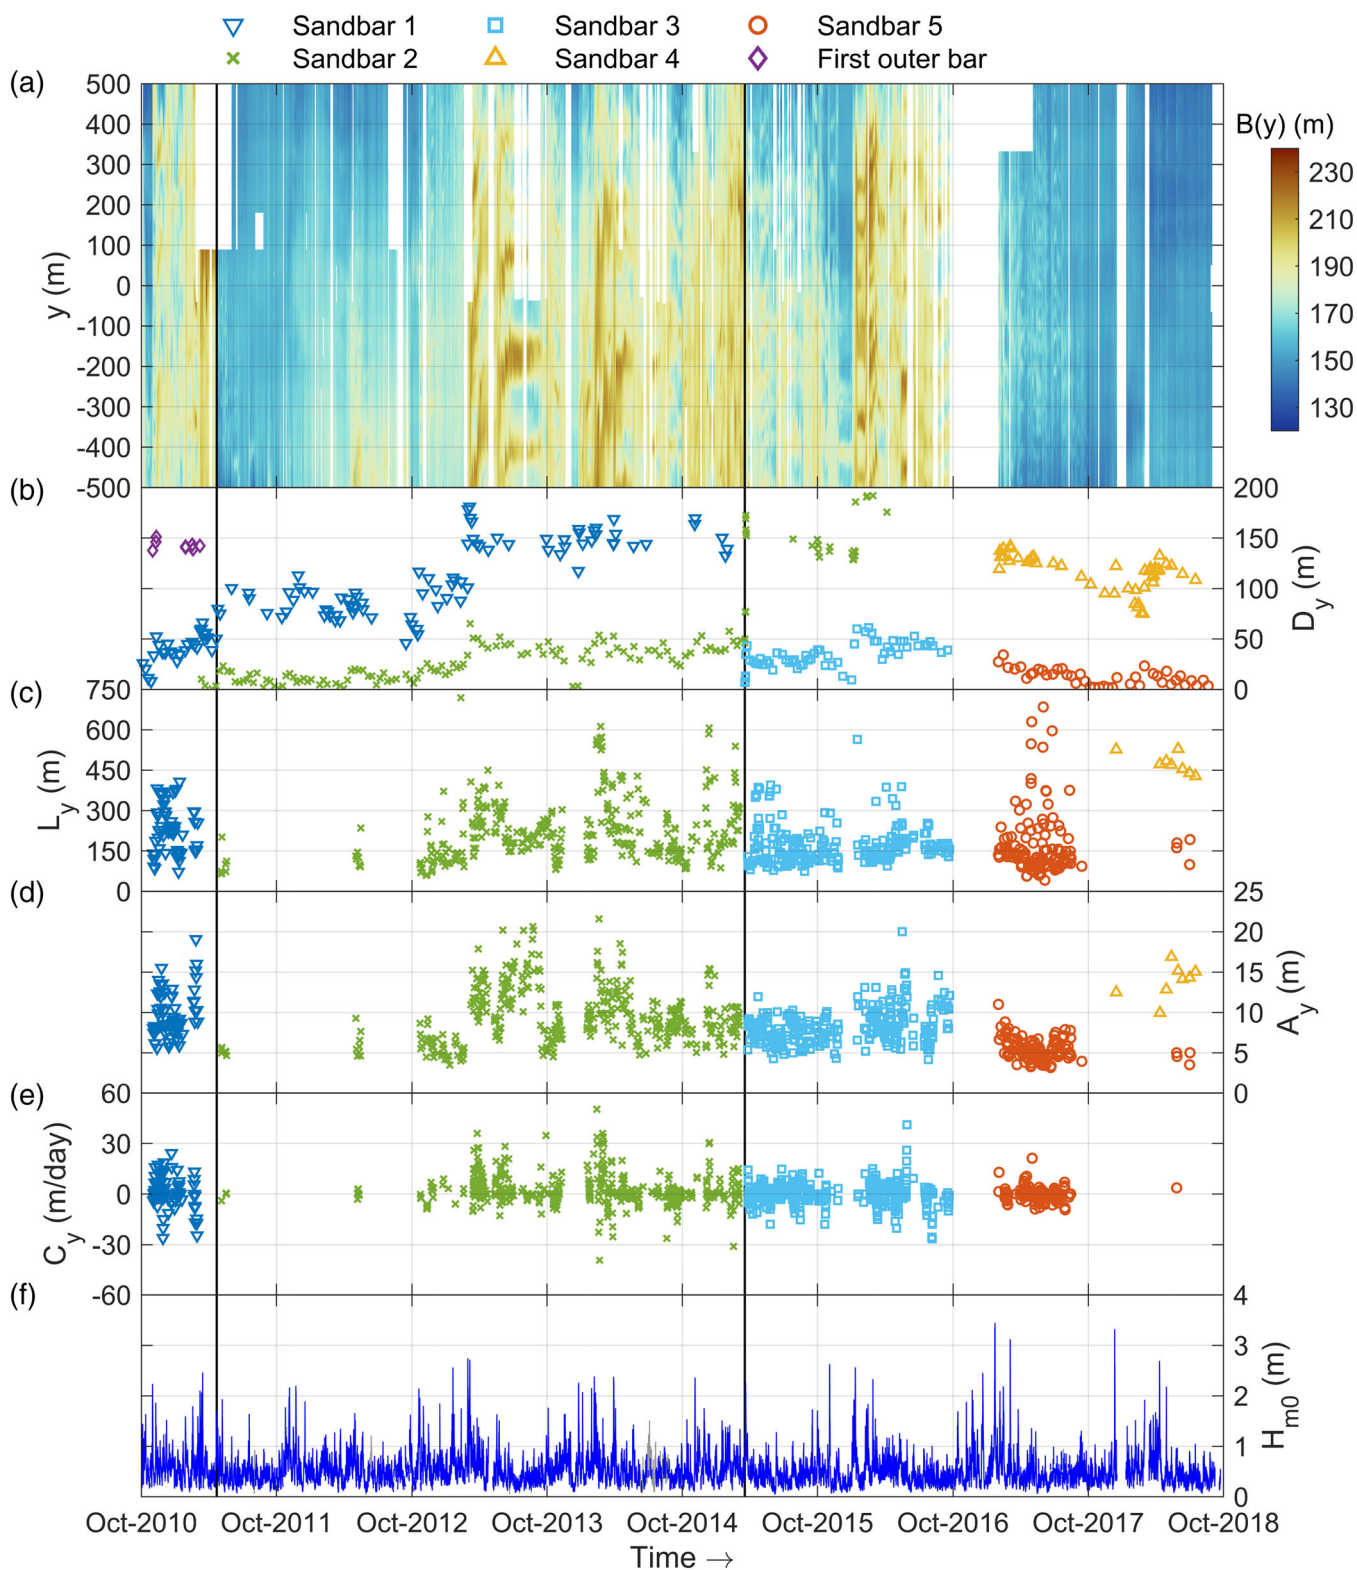 Sandbar 1 Sandbar 3 Sandbar 5
Sandbar 2 Sandbar 4 First outer bar
(a)
500
400
300
200
100
0
-100
-200
-300
-400
-500
y (m)
B(y) (m)
230
210
190
170
150
130
(b)
200
150
100
50
0
D_y (m)
(c)
750
600
450
300
150
0
L_y (m)
(d)
25
20
15
10
5
0
A_y (m)
(e)
60
30
0
-30
-60
C_y (m/day)
(f)
4
3
2
1
0
H_m0 (m)
Oct-2010 Oct-2011 Oct-2012 Oct-2013 Oct-2014 Oct-2015 Oct-2016 Oct-2017 Oct-2018
Time →